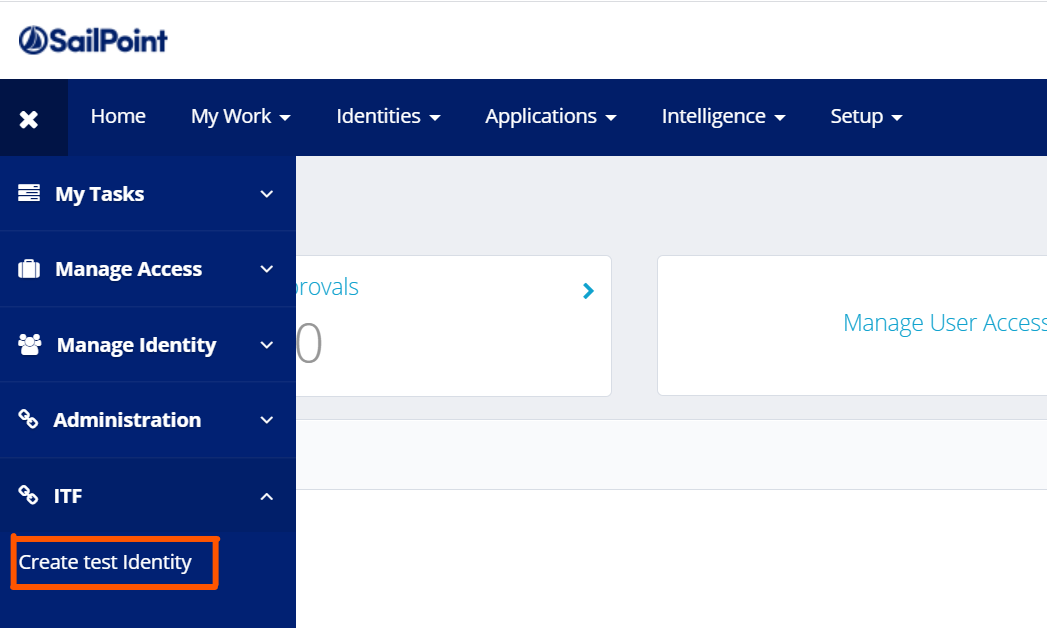 SailPoint
Home My Work Identities Applications Intelligence Setup
My Tasks
Manage Access
provals
0
Manage User Access
Manage Identity
Administration
ITF
Create test Identity